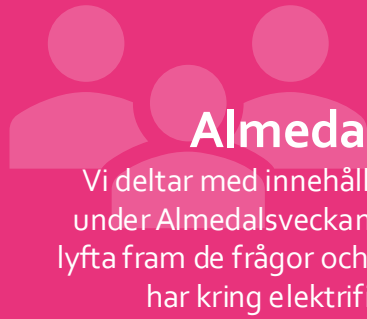 Almeda
Vi deltar med innehåll
under Almedalsveckan
lyfta fram de frågor och
har kring elektrifi